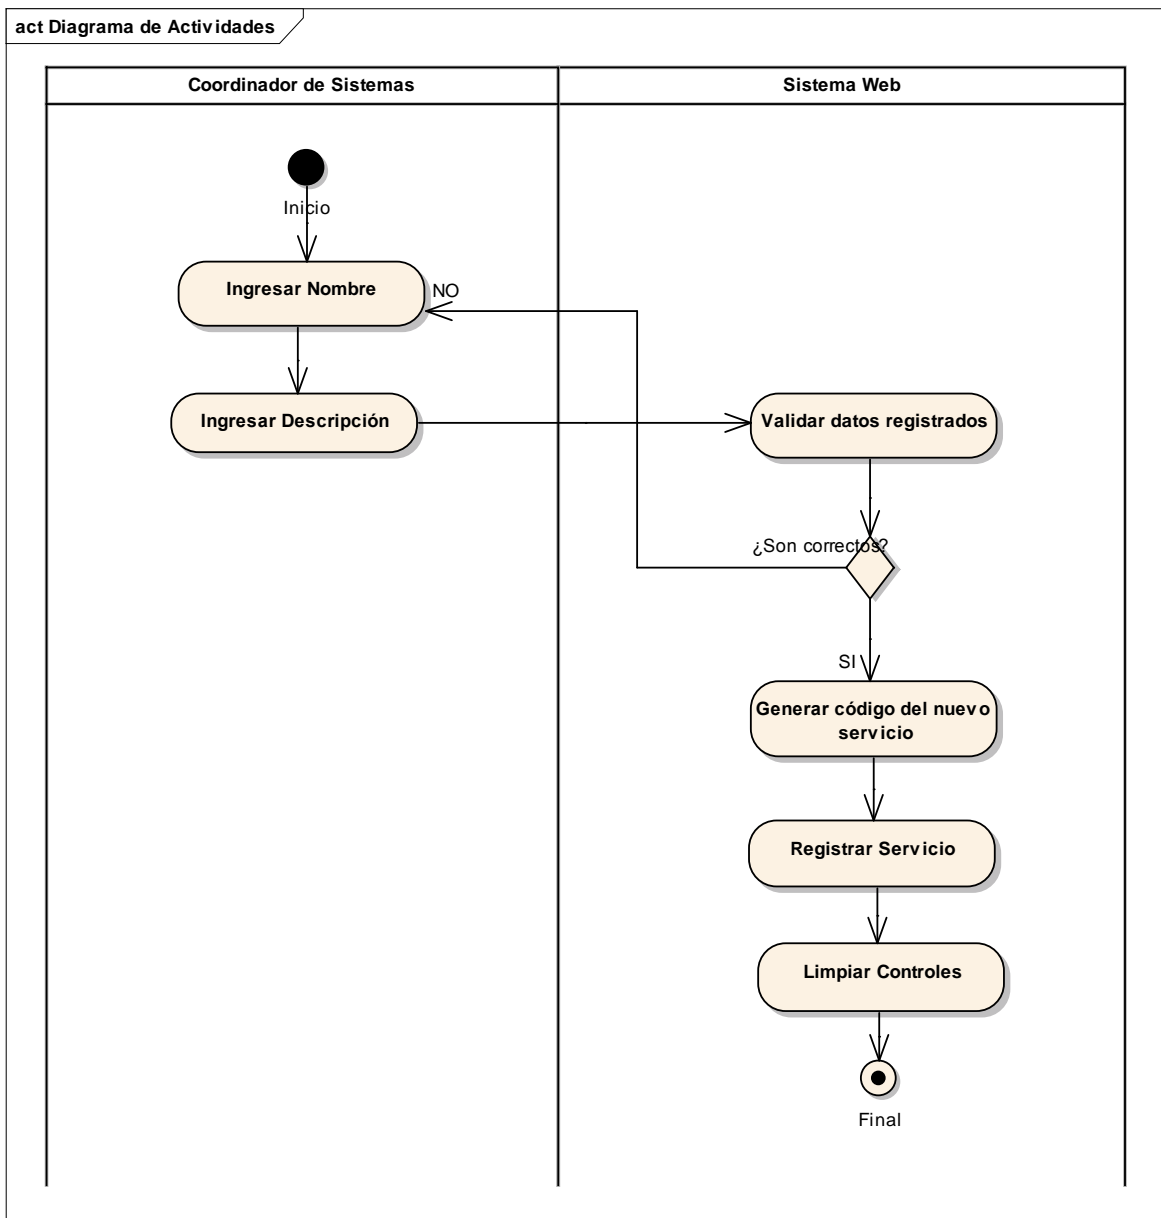 act Diagrama de Actividades
Coordinador de Sistemas
Sistema Web
Inicio
Ingresar Nombre
NO
Ingresar Descripción
Validar datos registrados
¿Son correctos?
SI
Generar código del nuevo
servicio
Registrar Servicio
Limpiar Controles
Final